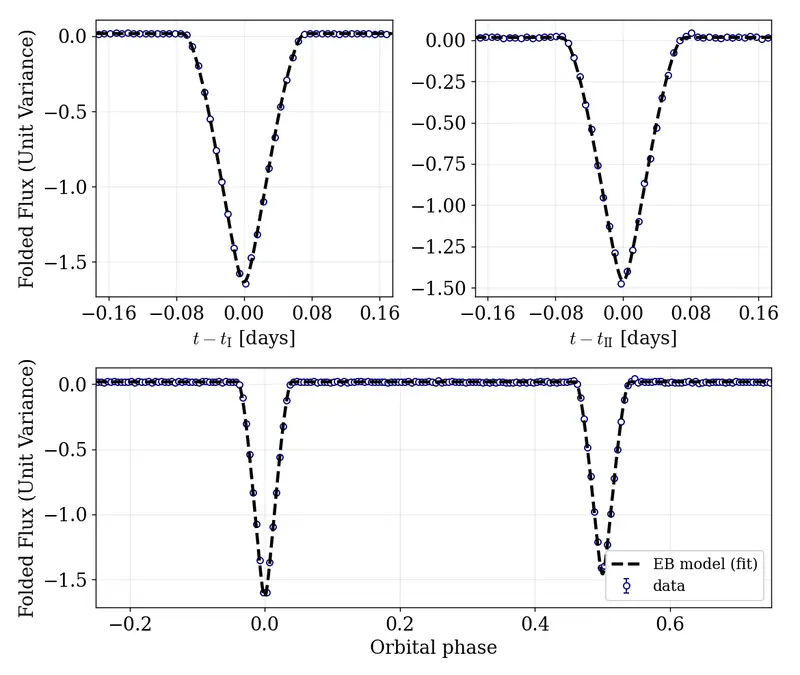 Folded Flux (Unit Variance)
0.0
−0.5
−1.0
−1.5
−0.16 −0.08 0.00 0.08 0.16
t − tI [days]
0.00
−0.25
−0.50
−0.75
−1.00
−1.25
−1.50
−0.16 −0.08 0.00 0.08 0.16
t − tII [days]
Folded Flux (Unit Variance)
0.0
−0.5
−1.0
−1.5
EB model (fit)
data
−0.2 0.0 0.2 0.4 0.6
Orbital phase